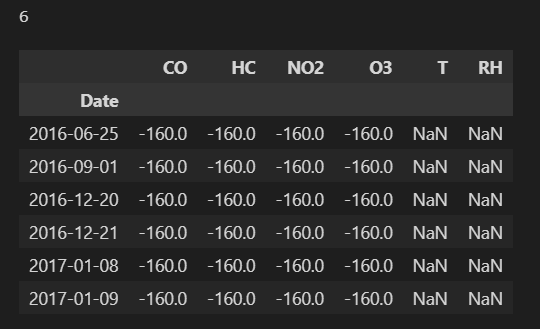 6
CO HC NO2 O3 T RH
Date
2016-06-25 -160.0 -160.0 -160.0 -160.0 NaN NaN
2016-09-01 -160.0 -160.0 -160.0 -160.0 NaN NaN
2016-12-20 -160.0 -160.0 -160.0 -160.0 NaN NaN
2016-12-21 -160.0 -160.0 -160.0 -160.0 NaN NaN
2017-01-08 -160.0 -160.0 -160.0 -160.0 NaN NaN
2017-01-09 -160.0 -160.0 -160.0 -160.0 NaN NaN